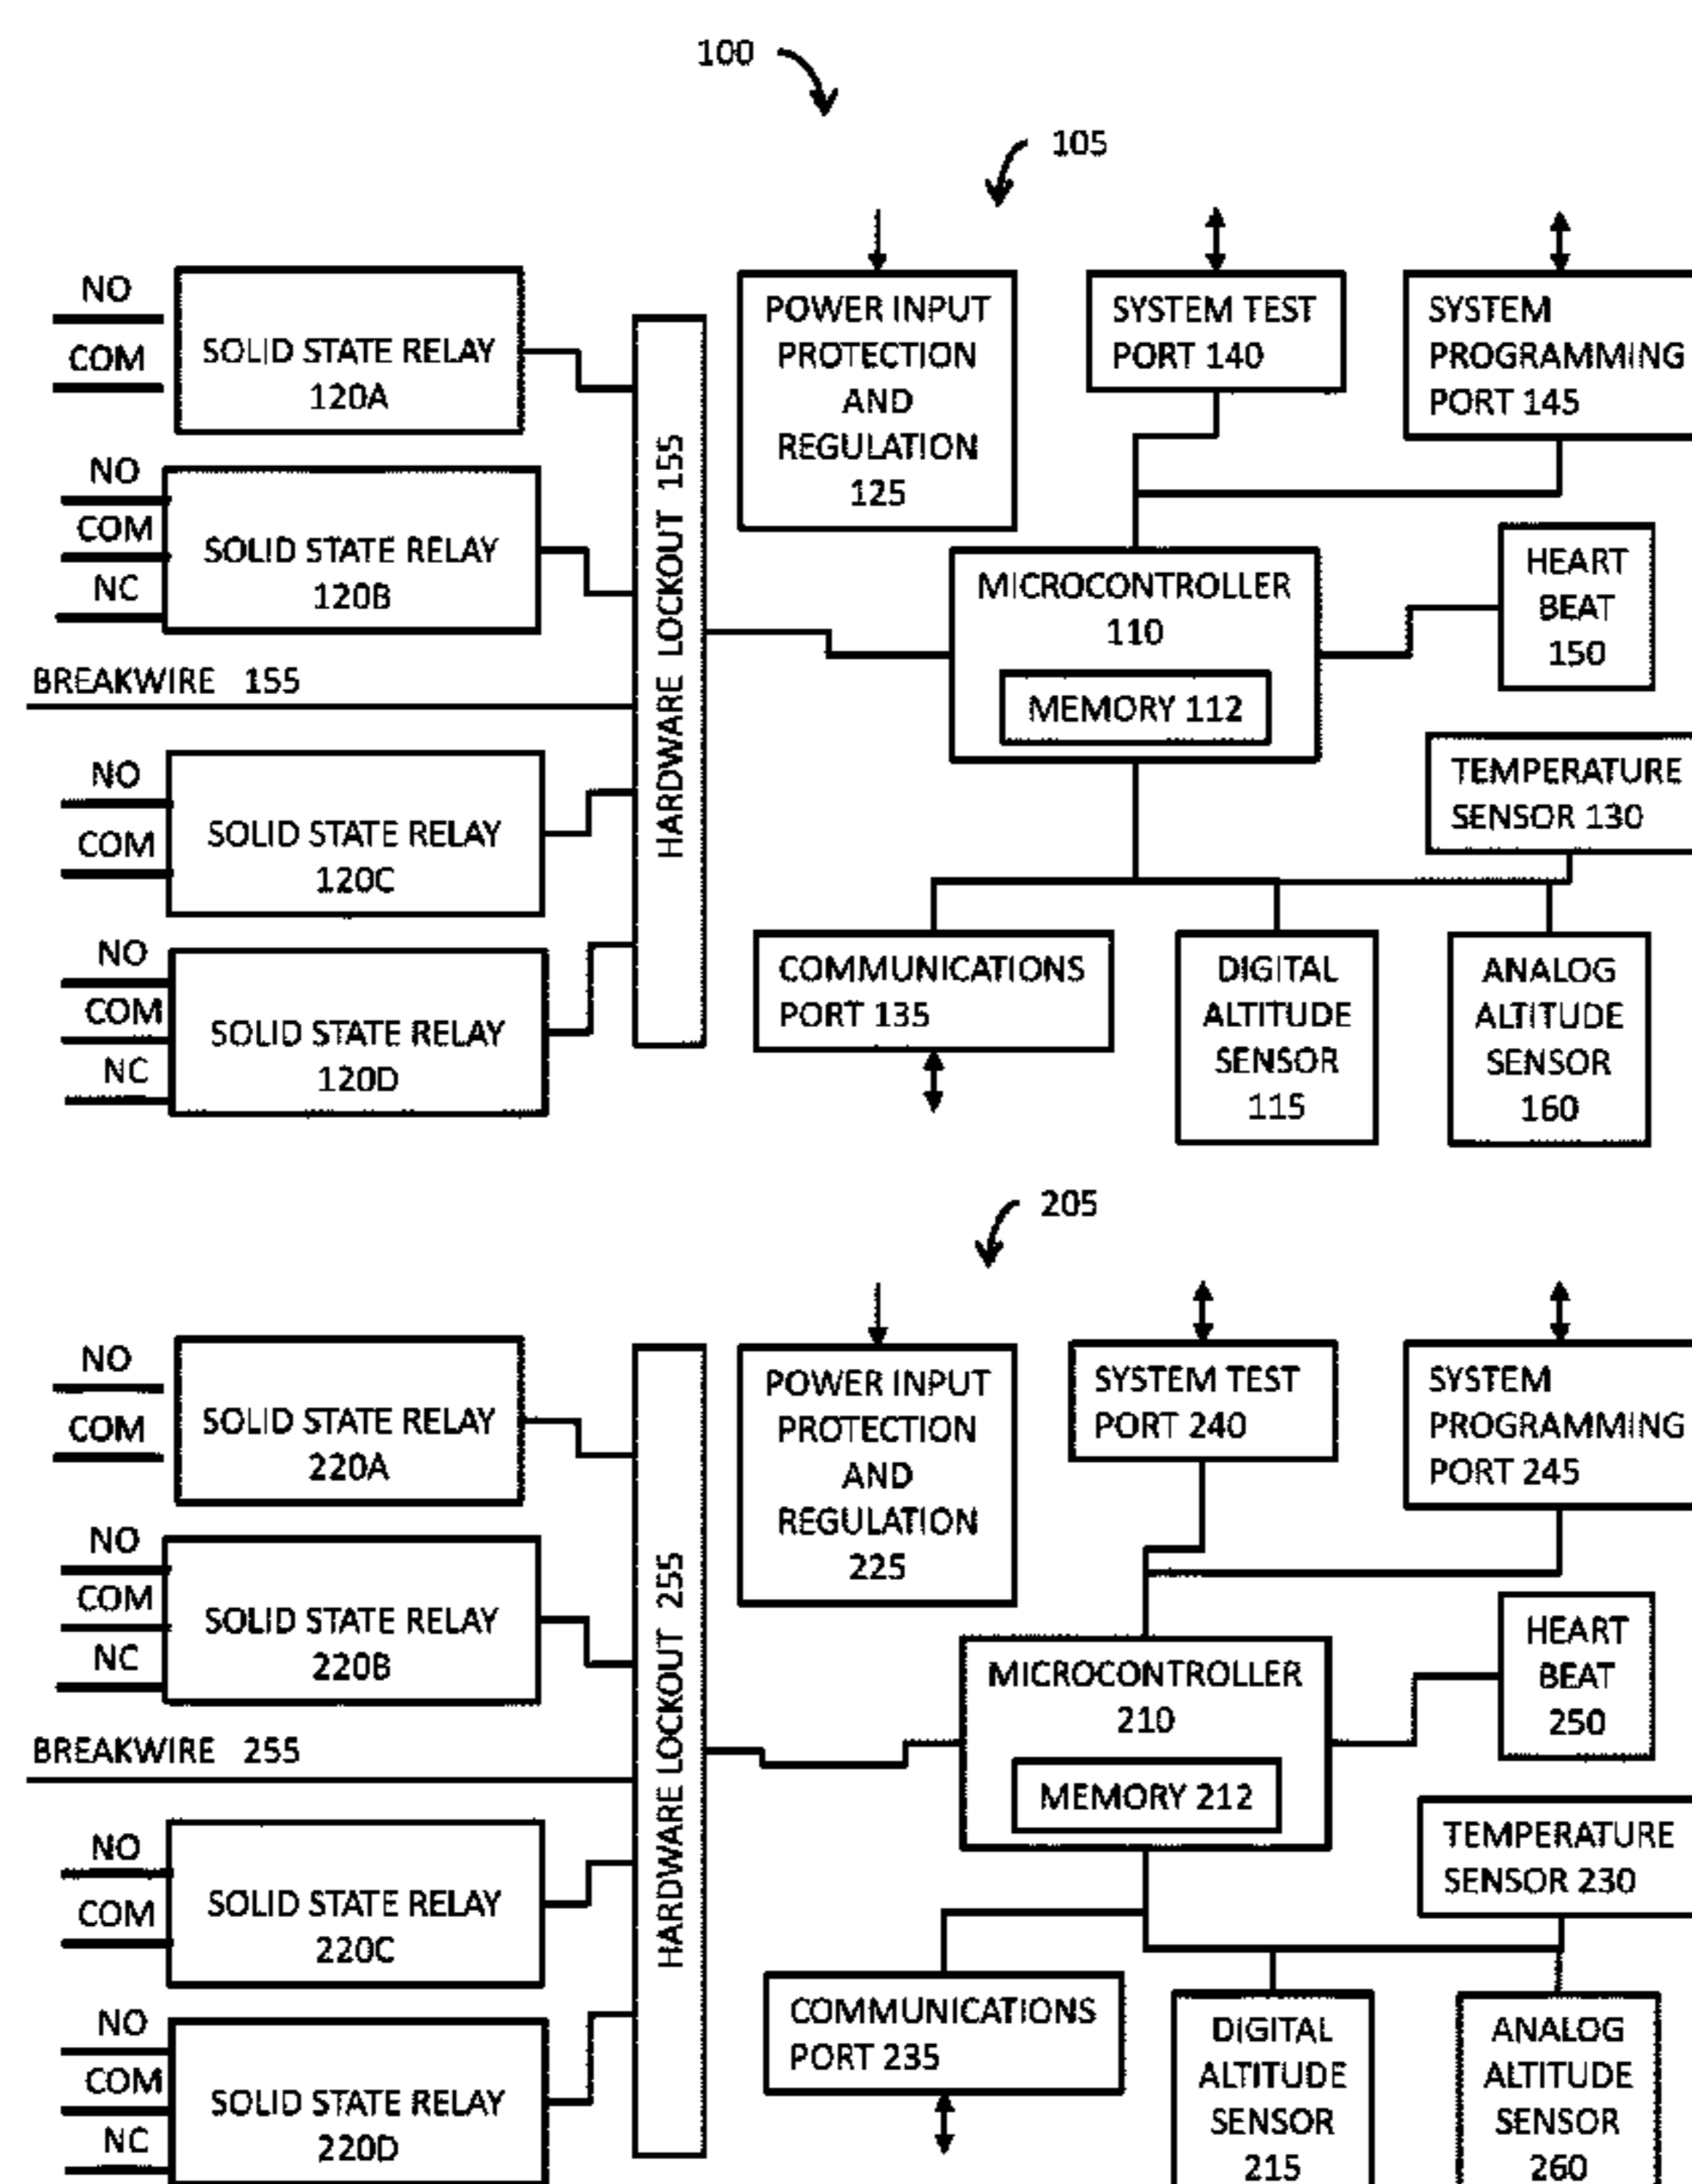 100
105
NO
COM
SOLID STATE RELAY
120A
NO
COM
NC
SOLID STATE RELAY
120B
BREAKWIRE 155
NO
COM
SOLID STATE RELAY
120C
NO
COM
NC
SOLID STATE RELAY
120D
HARDWARE LOCKOUT 155
POWER INPUT
PROTECTION
AND
REGULATION
125
SYSTEM TEST
PORT 140
SYSTEM
PROGRAMMING
PORT 145
MICROCONTROLLER
110
MEMORY 112
HEART
BEAT
150
TEMPERATURE
SENSOR 130
COMMUNICATIONS
PORT 135
DIGITAL
ALTITUDE
SENSOR
115
ANALOG
ALTITUDE
SENSOR
160
205
NO
COM
SOLID STATE RELAY
220A
NO
COM
NC
SOLID STATE RELAY
220B
BREAKWIRE 255
NO
COM
SOLID STATE RELAY
220C
NO
COM
NC
SOLID STATE RELAY
220D
HARDWARE LOCKOUT 255
POWER INPUT
PROTECTION
AND
REGULATION
225
SYSTEM TEST
PORT 240
SYSTEM
PROGRAMMING
PORT 245
MICROCONTROLLER
210
MEMORY 212
HEART
BEAT
250
TEMPERATURE
SENSOR 230
COMMUNICATIONS
PORT 235
DIGITAL
ALTITUDE
SENSOR
215
ANALOG
ALTITUDE
SENSOR
260